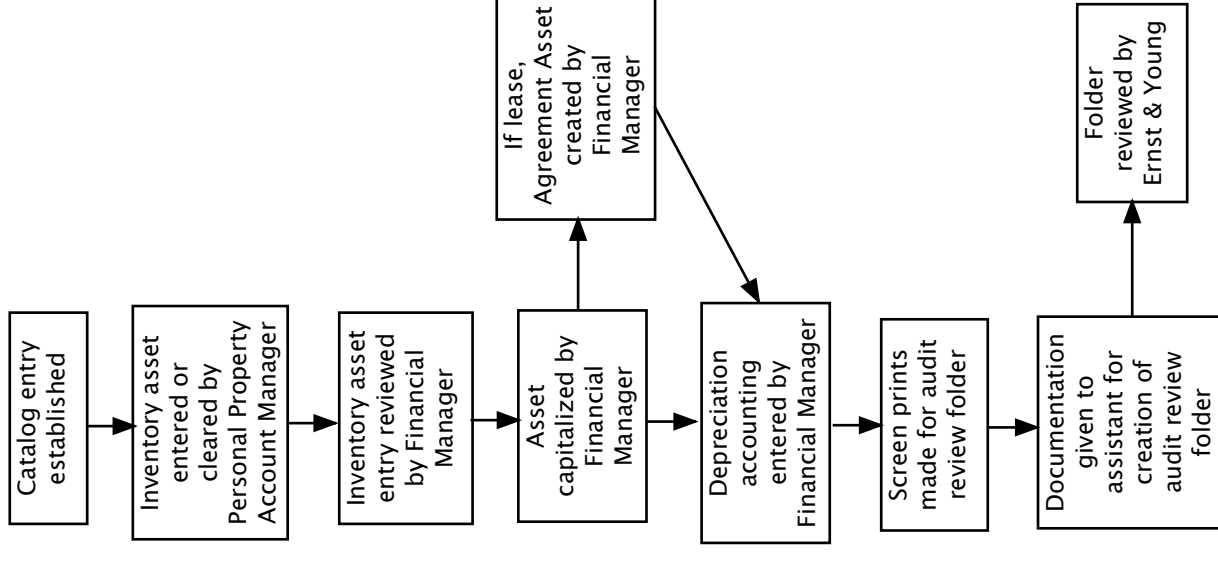 Catalog entry
established
Inventory asset
entered or
cleared by
Personal Property
Account Manager
Inventory asset
entry reviewed
by Financial
Manager
Asset
capitalized by
Financial
Manager
If lease,
Agreement Asset
created by
Financial
Manager
Depreciation
accounting
entered by
Financial Manager
Screen prints
made for audit
review folder
Documentation
given to
assistant for
creation of
audit review
folder
Folder
reviewed by
Ernst & Young